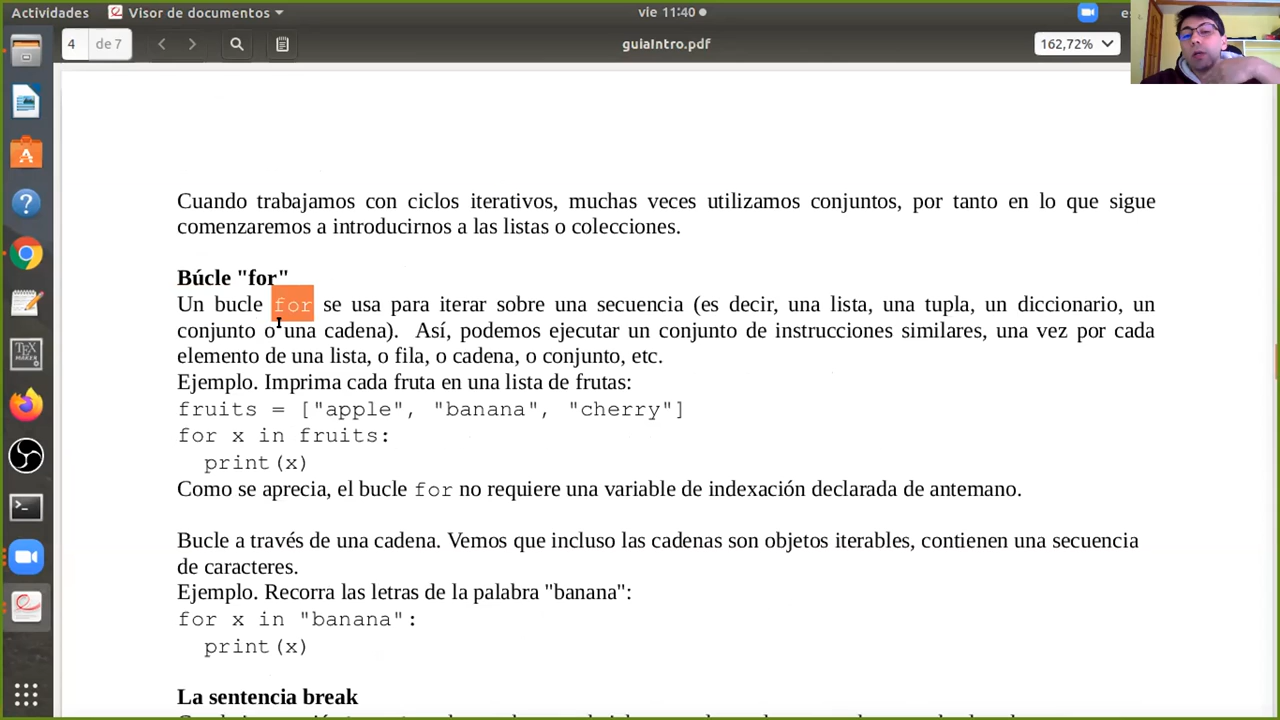 Actividades
Visor de documentos
vie 11:40
4 de 7
guiaIntro.pdf
162,72%
Cuando trabajamos con ciclos iterativos, muchas veces utilizamos conjuntos, por tanto en lo que sigue
comenzaremos a introducirnos a las listas o colecciones.
Búcle "for"
Un bucle for se usa para iterar sobre una secuencia (es decir, una lista, una tupla, un diccionario, un
conjunto o una cadena). Así, podemos ejecutar un conjunto de instrucciones similares, una vez por cada
elemento de una lista, o fila, o cadena, o conjunto, etc.
Ejemplo. Imprima cada fruta en una lista de frutas:
fruits = ["apple", "banana", "cherry"]
for x in fruits:
  print(x)
Como se aprecia, el bucle for no requiere una variable de indexación declarada de antemano.
Bucle a través de una cadena. Vemos que incluso las cadenas son objetos iterables, contienen una secuencia
de caracteres.
Ejemplo. Recorra las letras de la palabra "banana":
for x in "banana":
  print(x)
La sentencia break